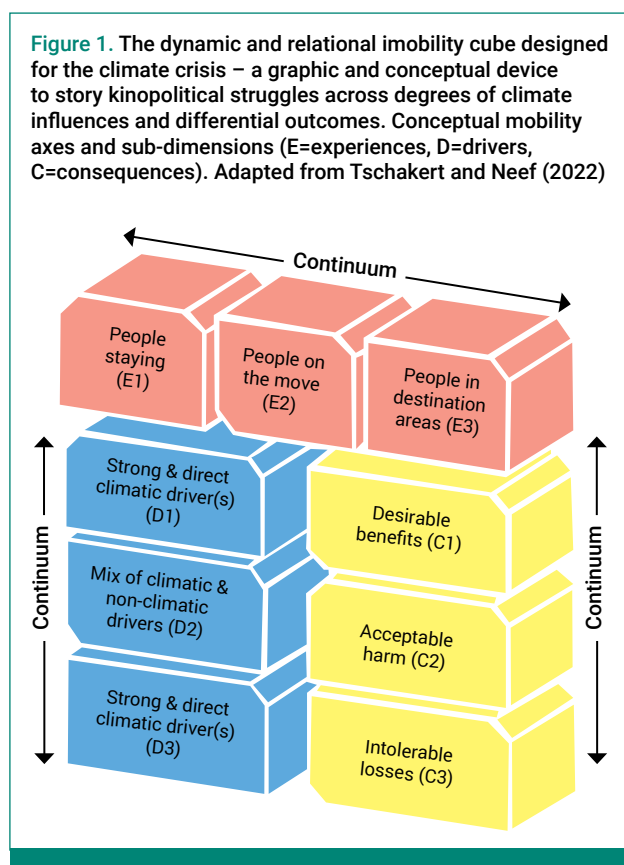 Figure 1. The dynamic and relational imobility cube designed
for the climate crisis – a graphic and conceptual device
to story kinopolitical struggles across degrees of climate
influences and differential outcomes. Conceptual mobility
axes and sub-dimensions (E=experiences, D=drivers,
C=consequences). Adapted from Tschakert and Neef (2022)
Continuum
People
staying
(E1)
People on
the move
(E2)
People in
destination
areas (E3)
Continuum
Strong & direct
climatic driver(s)
(D1)
Mix of climatic &
non-climatic
drivers (D2)
Strong & direct
climatic driver(s)
(D3)
Desirable
benefits (C1)
Acceptable
harm (C2)
Intolerable
losses (C3)
Continuum